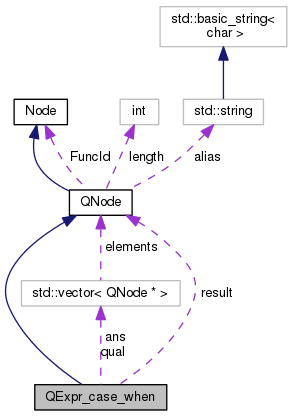 std::basic_string<
char >
Node
int
std::string
FuncId
length
alias
QNode
elements
std::vector< QNode * >
result
ans
qual
QExpr_case_when